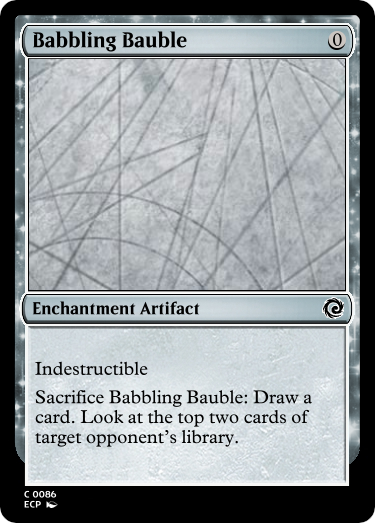 Babbling Bauble 0
Enchantment Artifact
Indestructible
Sacrifice Babbling Bauble: Draw a
card. Look at the top two cards of
target opponent's library.
C 0086
ECP